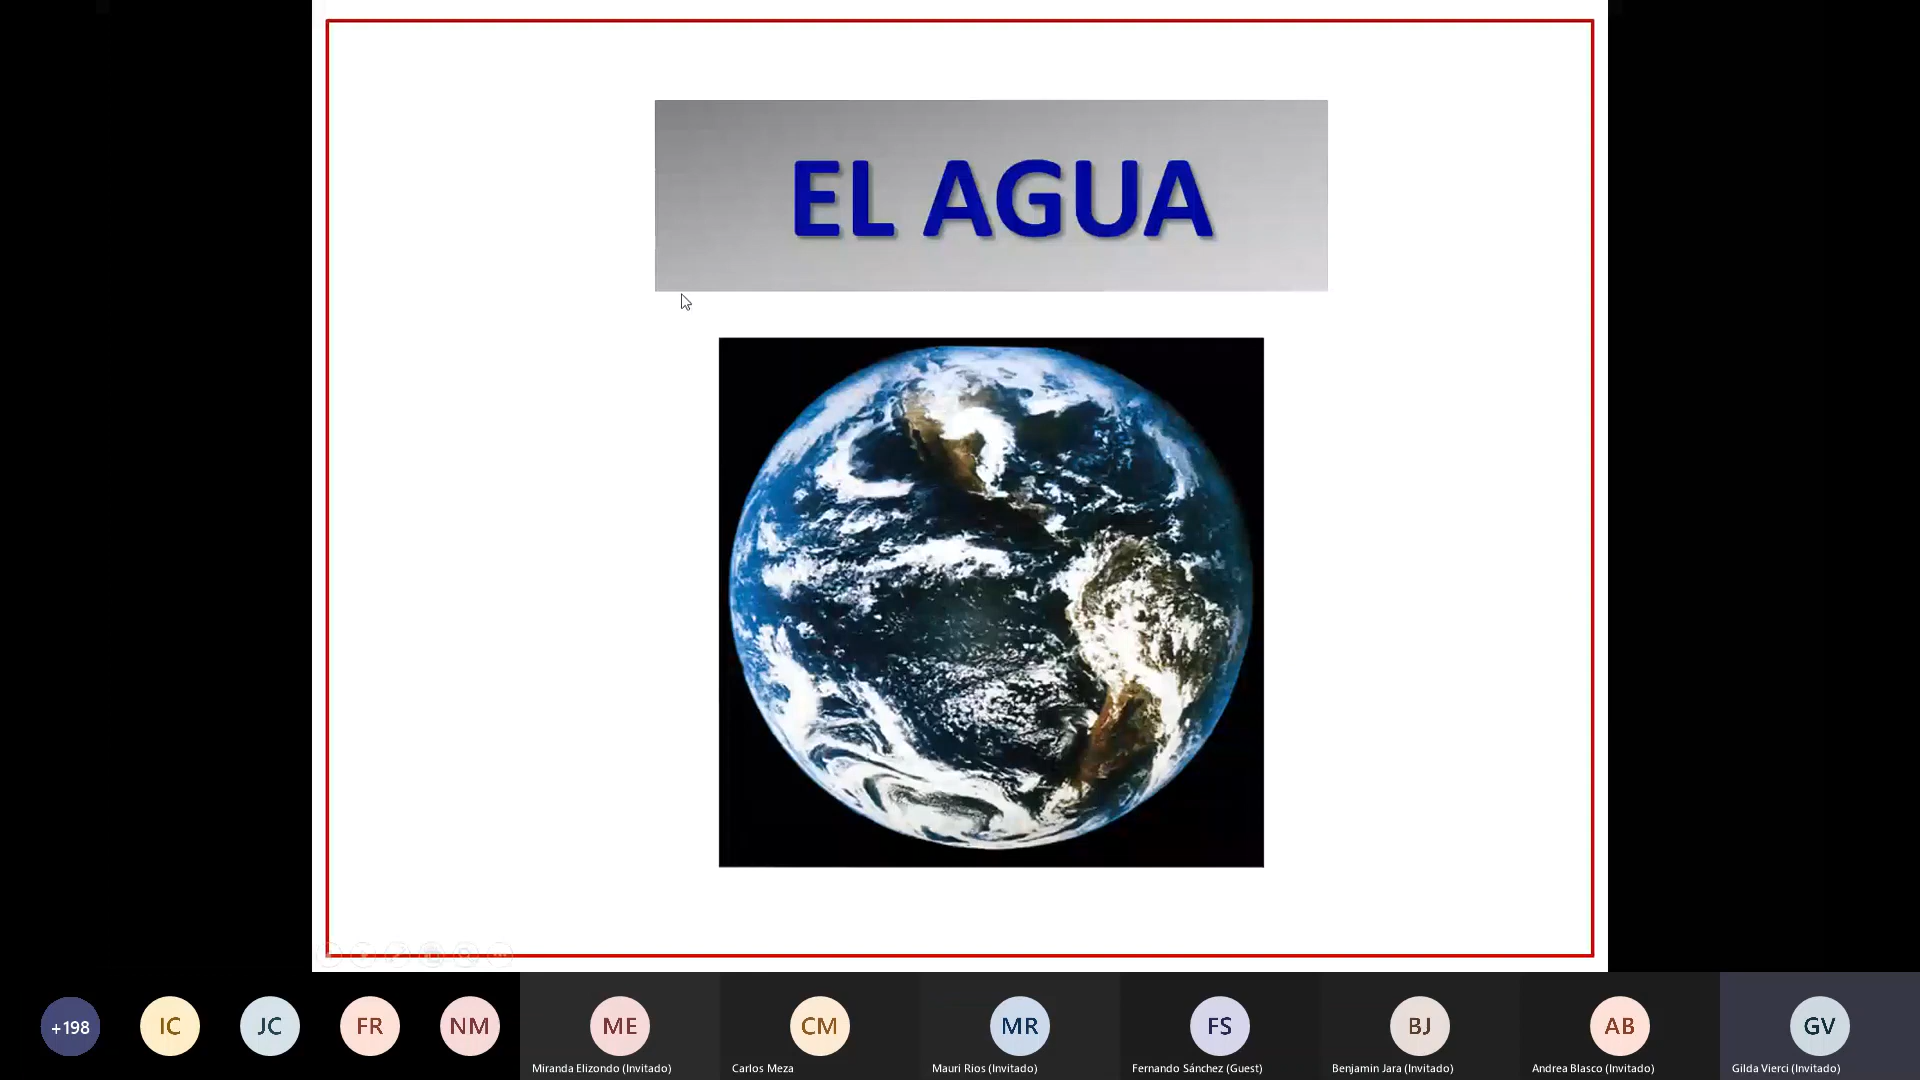 EL AGUA
+198
IC
JC
FR
NM
ME
CM
MR
FS
BJ
AB
GV
Miranda Elizondo (Invitado)
Carlos Meza
Mauri Rios (Invitado)
Fernando Sánchez (Guest)
Benjamin Jara (Invitado)
Andrea Blasco (Invitado)
Gilda Vierci (Invitado)